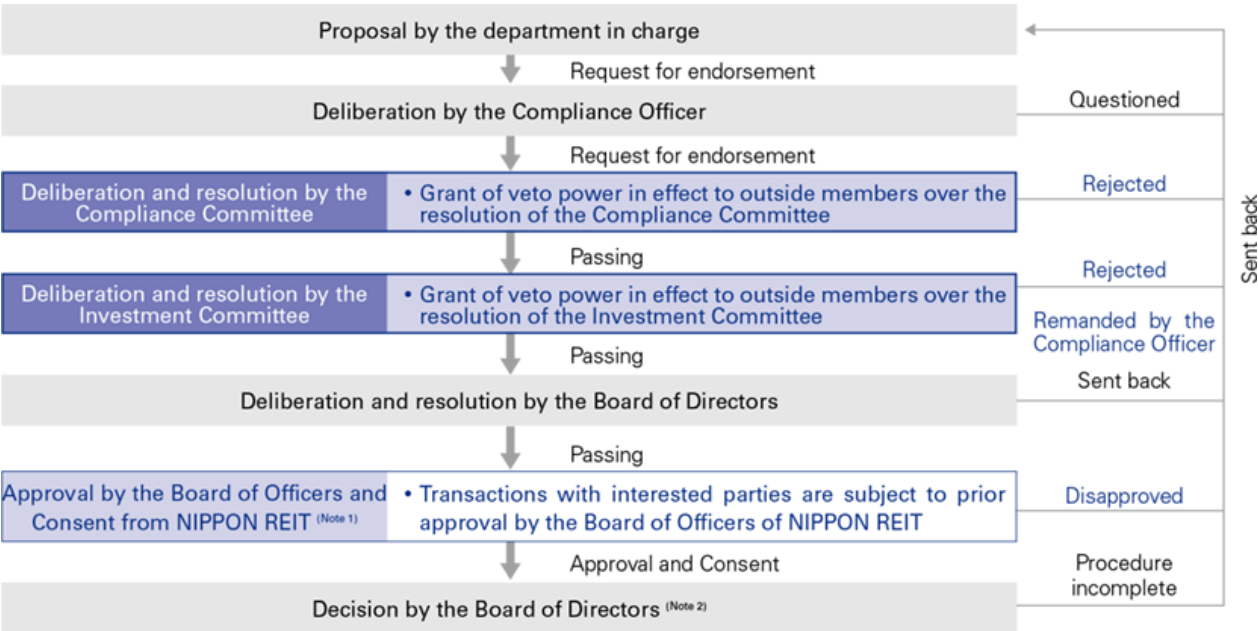 Proposal by the department in charge
Request for endorsement
Deliberation by the Compliance Officer
Questioned
Request for endorsement
Deliberation and resolution by the
Compliance Committee
• Grant of veto power in effect to outside members over the
resolution of the Compliance Committee
Rejected
Passing
Deliberation and resolution by the
Investment Committee
• Grant of veto power in effect to outside members over the
resolution of the Investment Committee
Rejected
Remanded by the
Compliance Officer
Passing
Deliberation and resolution by the Board of Directors
Sent back
Passing
Approval by the Board of Officers and
Consent from NIPPON REIT (Note 1)
• Transactions with interested parties are subject to prior
approval by the Board of Officers of NIPPON REIT
Disapproved
Approval and Consent
Decision by the Board of Directors (Note 2)
Procedure
incomplete
Sent back